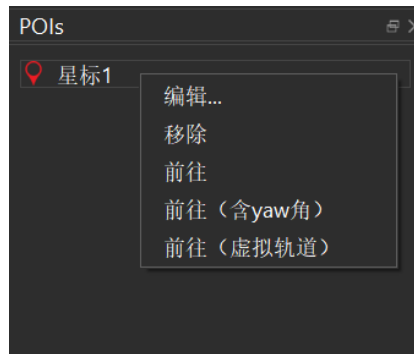 POIs
星标1
编辑...
移除
前往
前往（含yaw角）
前往（虚拟轨道）